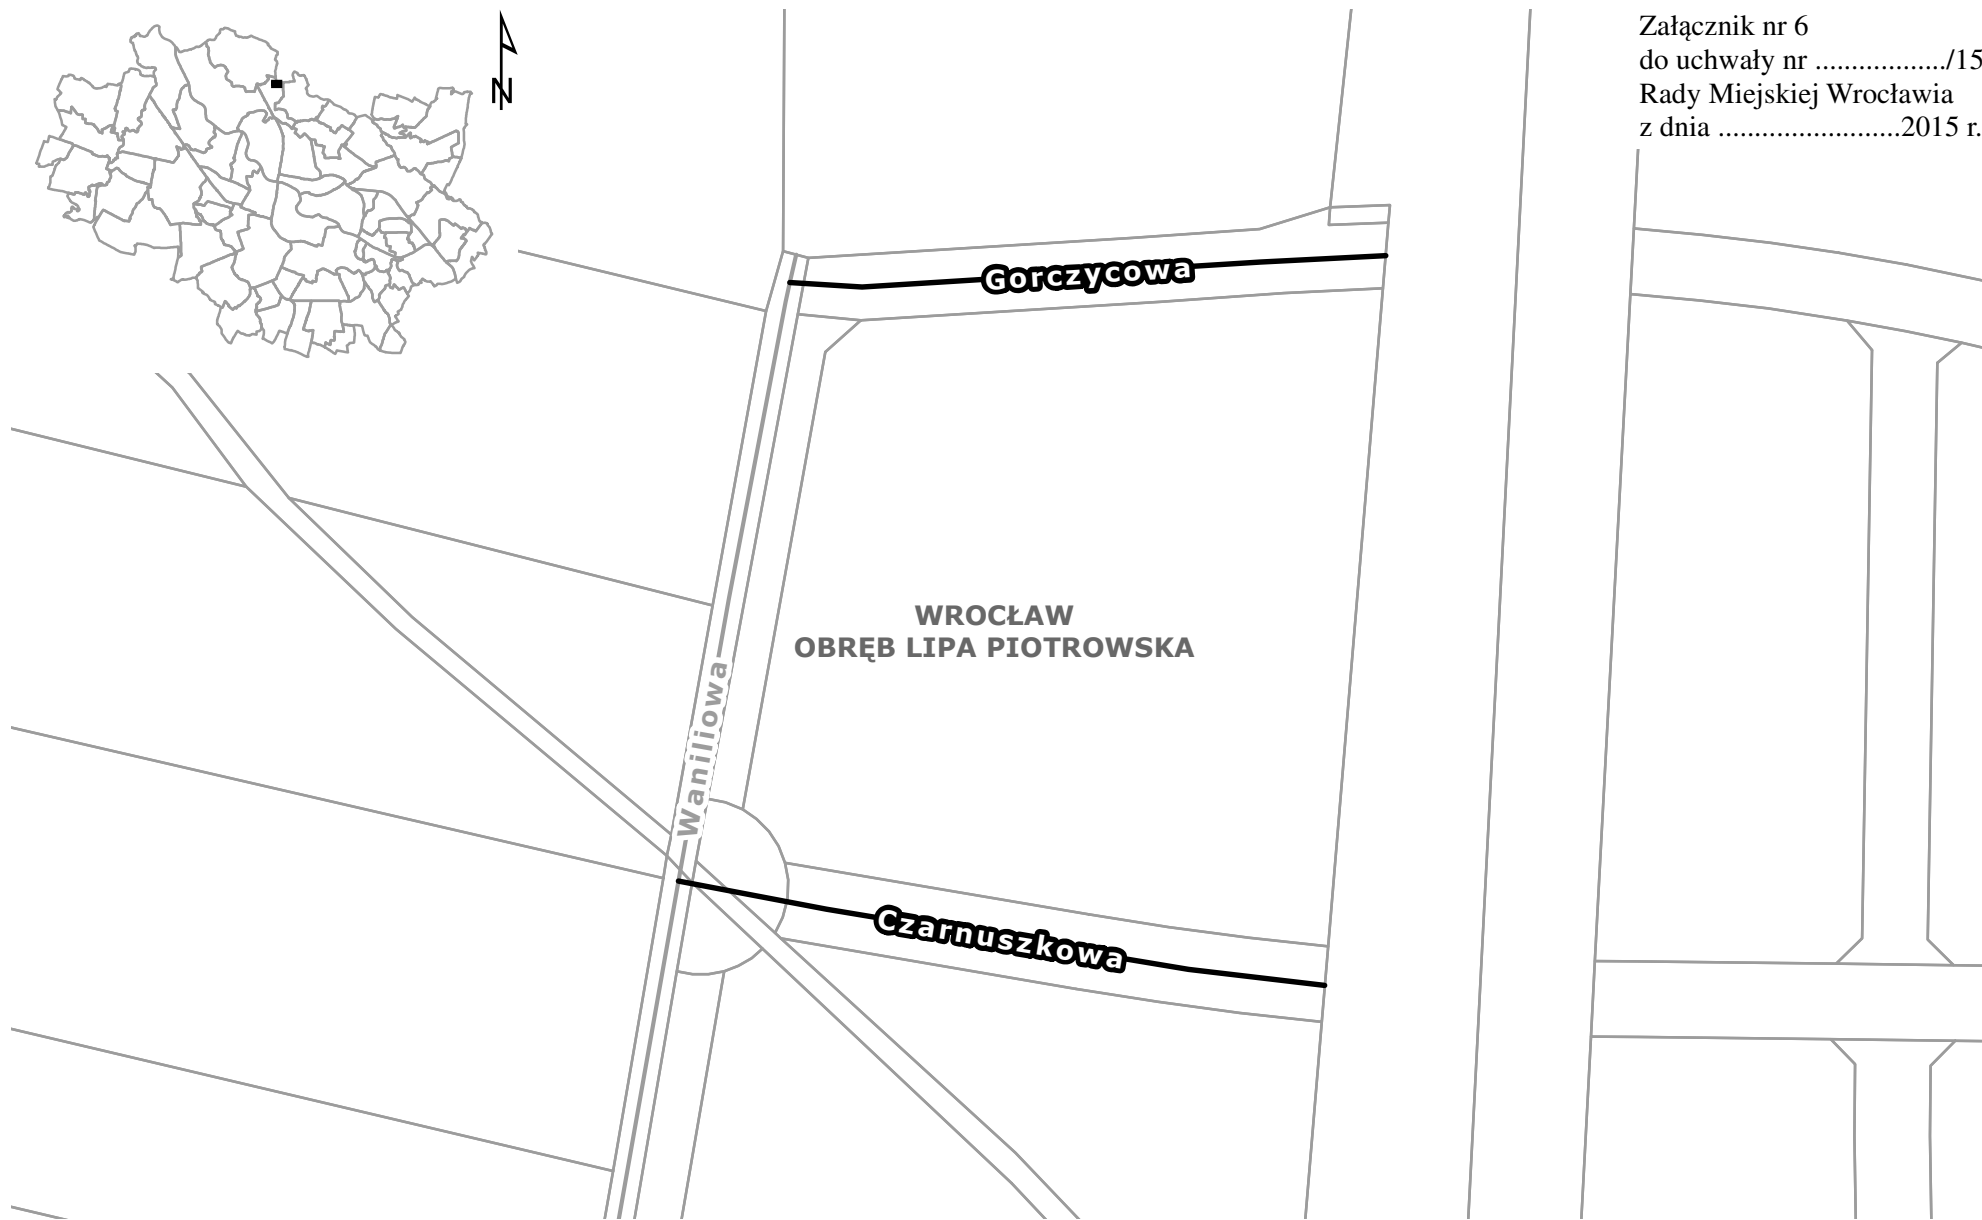 Załącznik nr 6
do uchwały nr ................../15
Rady Miejskiej Wrocławia
z dnia .........................2015 r.
N
Gorczycowa
WROCŁAW
OBRĘB LIPA PIOTROWSKA
Waniliowa
Czarnuszkowa